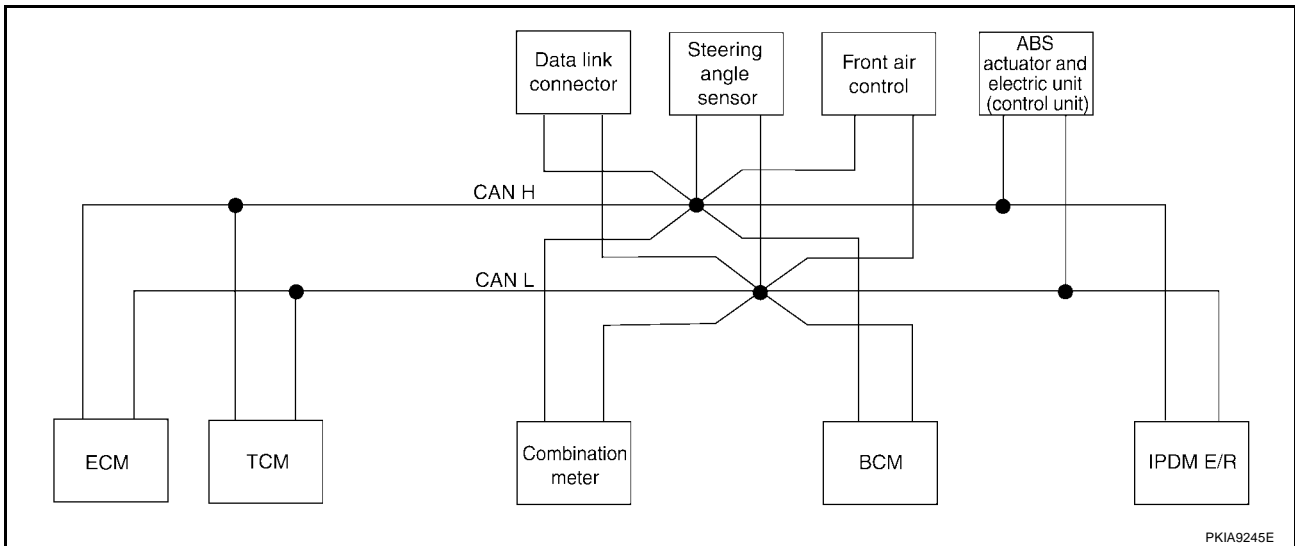 Data link
connector
Steering
angle
sensor
Front air
control
ABS
actuator and
electric unit
(control unit)
CAN H
CAN L
ECM
TCM
Combination
meter
BCM
IPDM E/R
PKIA9245E